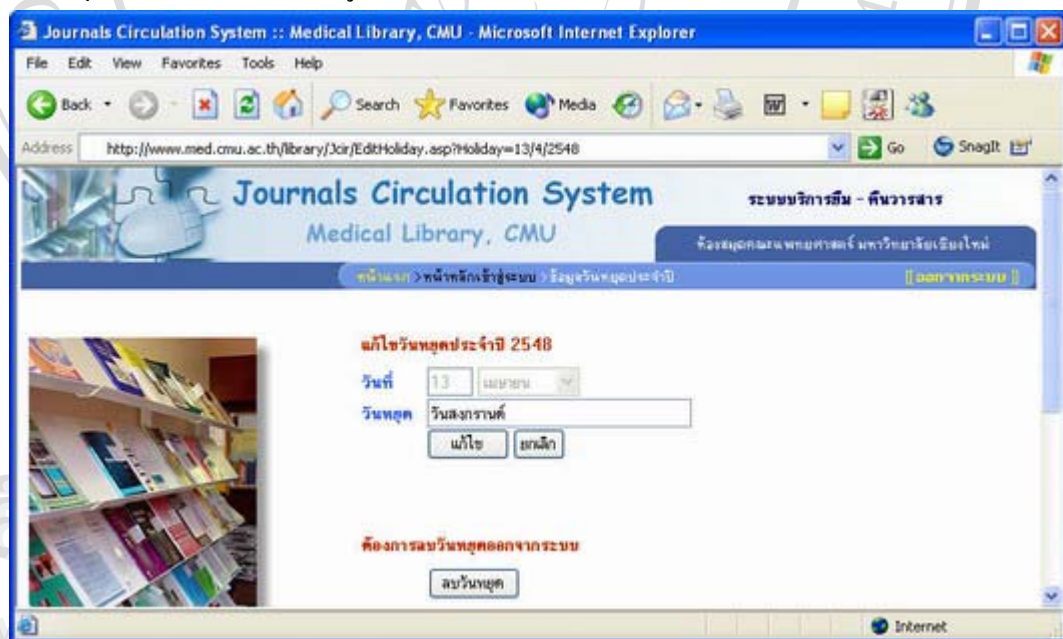 Journals Circulation System :: Medical Library, CMU - Microsoft Internet Explorer
File Edit View Favorites Tools Help
Back Search Favorites Media
Address http://www.med.cmu.ac.th/library/Jcir/EditHoliday.asp?Holiday=13/4/2548 Go SnagIt
Journals Circulation System ระบบบริการยืม - คืนวารสาร
Medical Library, CMU ห้องสมุดคณะแพทยศาสตร์ มหาวิทยาลัยเชียงใหม่
หน้าแรก > หน้าหลักเข้าสู่ระบบ > ข้อมูลวันหยุดประจำปี [[ ออกจากระบบ ]]
แก้ไขวันหยุดประจำปี 2548
วันที่ 13 เมษายน
วันหยุด วันสงกรานต์
แก้ไข ยกเลิก
ต้องการลบวันหยุดออกจากระบบ
ลบวันหยุด
Internet